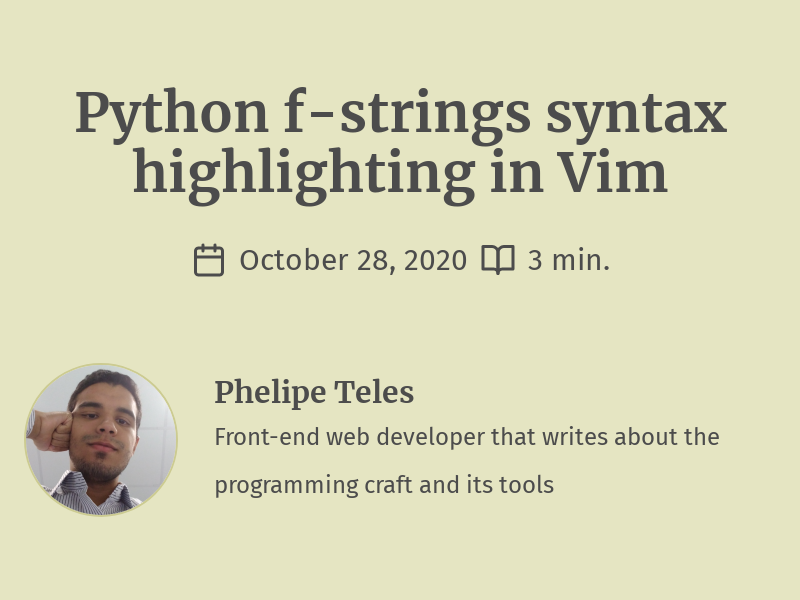 Python f-strings syntax
highlighting in Vim
October 28, 2020 3 min.
Phelipe Teles
Front-end web developer that writes about the
programming craft and its tools